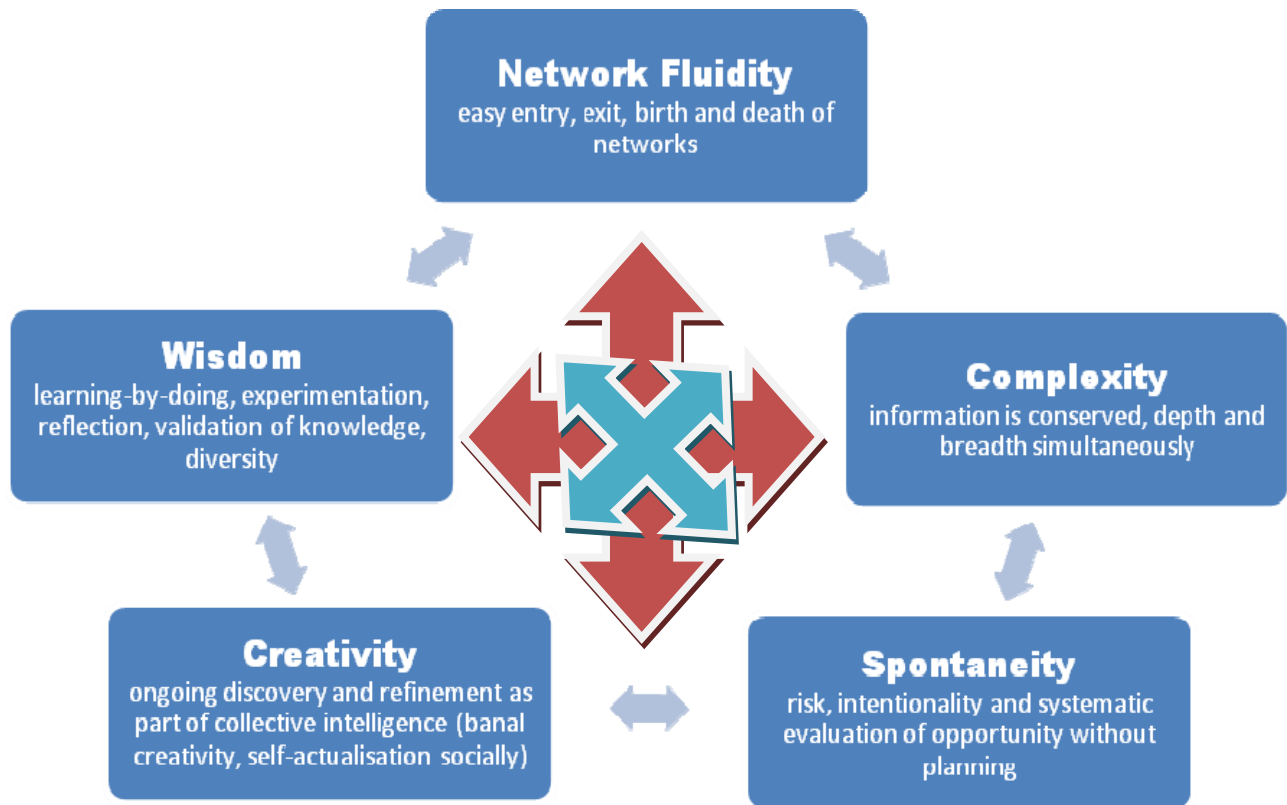 Network Fluidity
easy entry, exit, birth and death of
networks
Wisdom
learning-by-doing, experimentation,
reflection, validation of knowledge,
diversity
Complexity
information is conserved, depth and
breadth simultaneously
Creativity
ongoing discovery and refinement as
part of collective intelligence (banal
creativity, self-actualisation socially)
Spontaneity
risk, intentionality and systematic
evaluation of opportunity without
planning